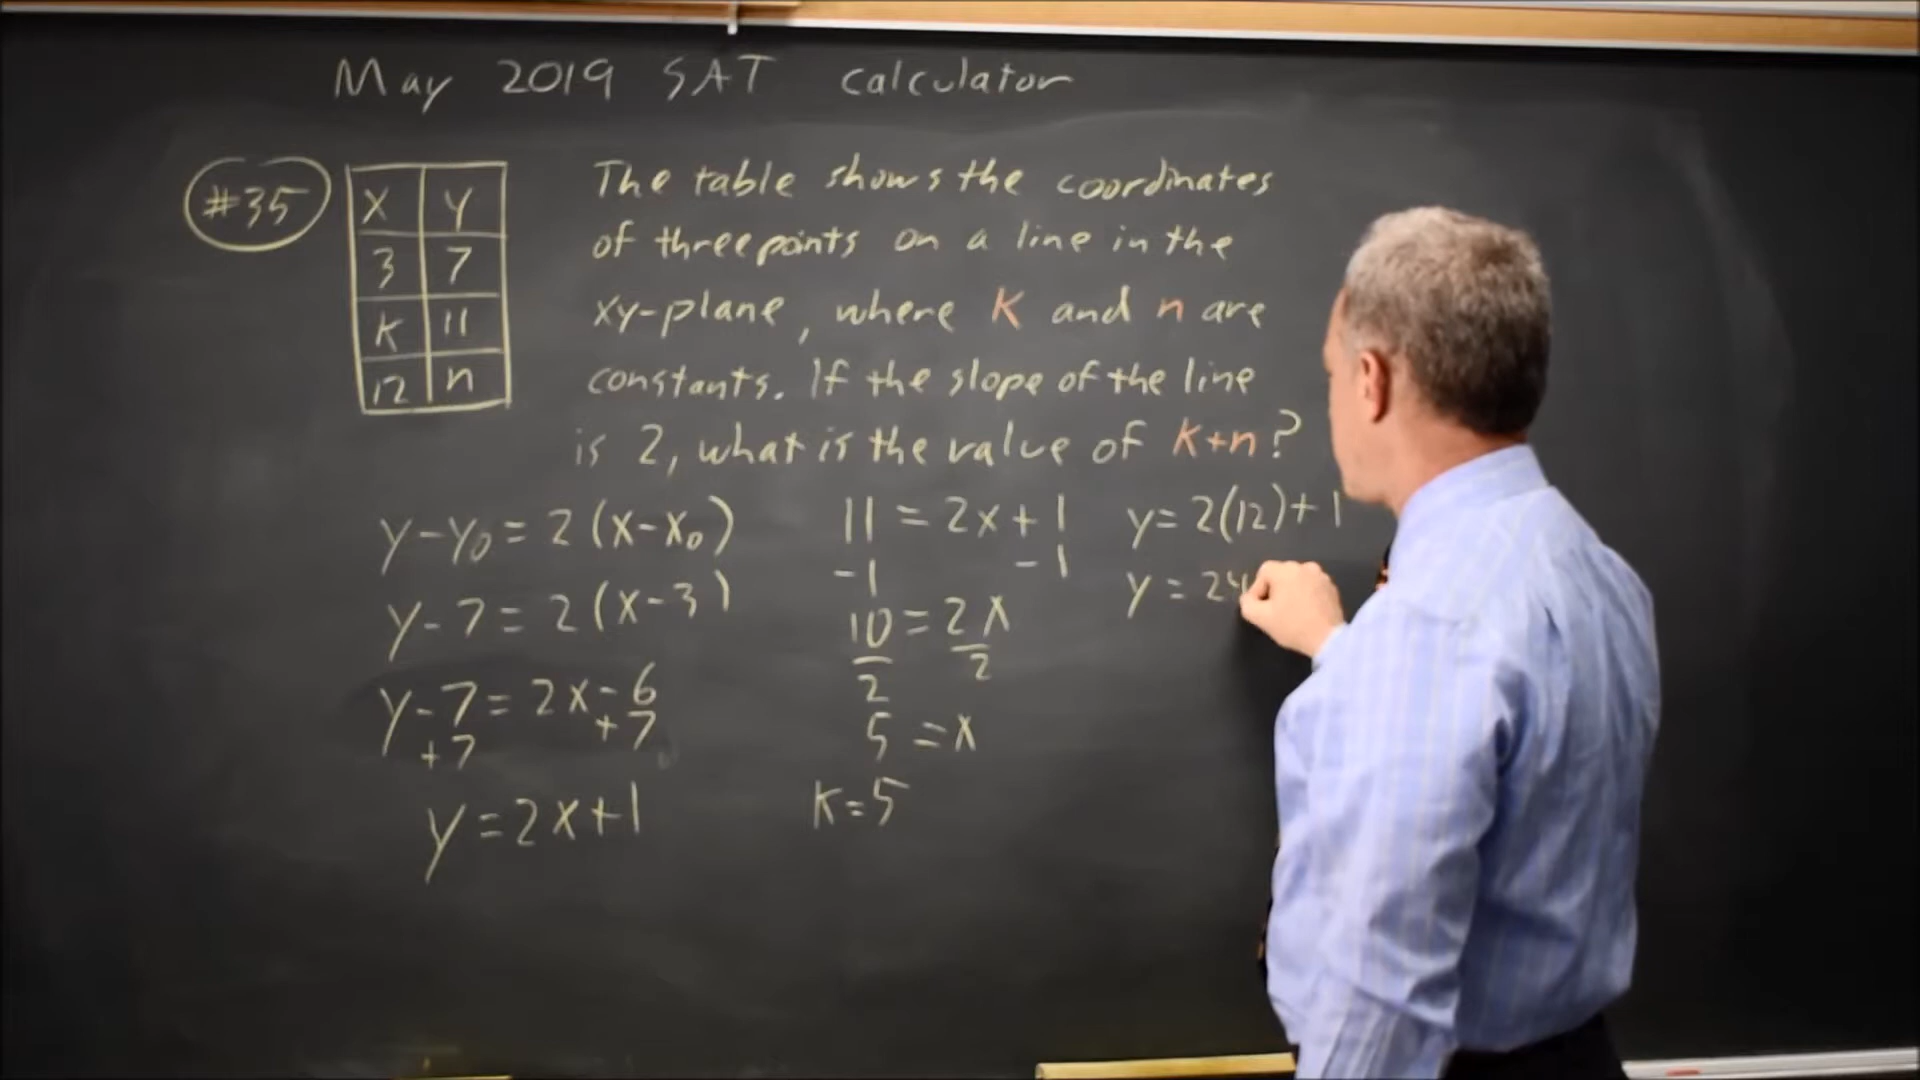 May 2019 SAT calculator
#35
X Y
3 7
K 11
12 n
The table shows the coordinates
of three points on a line in the
xy-plane, where K and n are
constants. If the slope of the line
is 2, what is the value of K+n?
y-y₀=2(x-x₀)
y-7=2(x-3)
y-7=2x-6
+7 +7
y=2x+1
11=2x+1
-1 -1
10=2x
2 2
5=x
K=5
y=2(12)+1
y=24